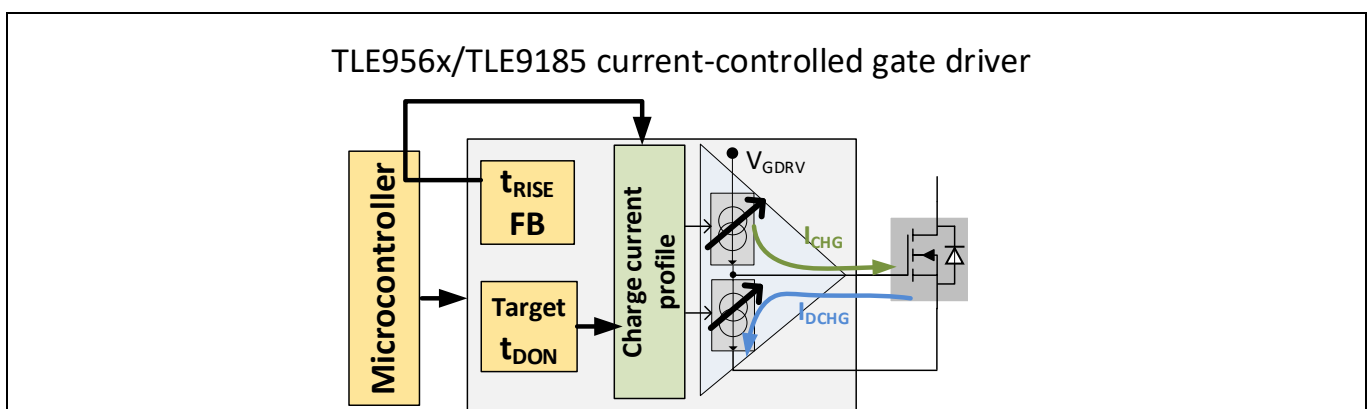 TLE956x/TLE9185 current-controlled gate driver
Microcontroller
tRISE
FB
Target
tDON
Charge current
profile
VGDRV
ICHG
IDCHG